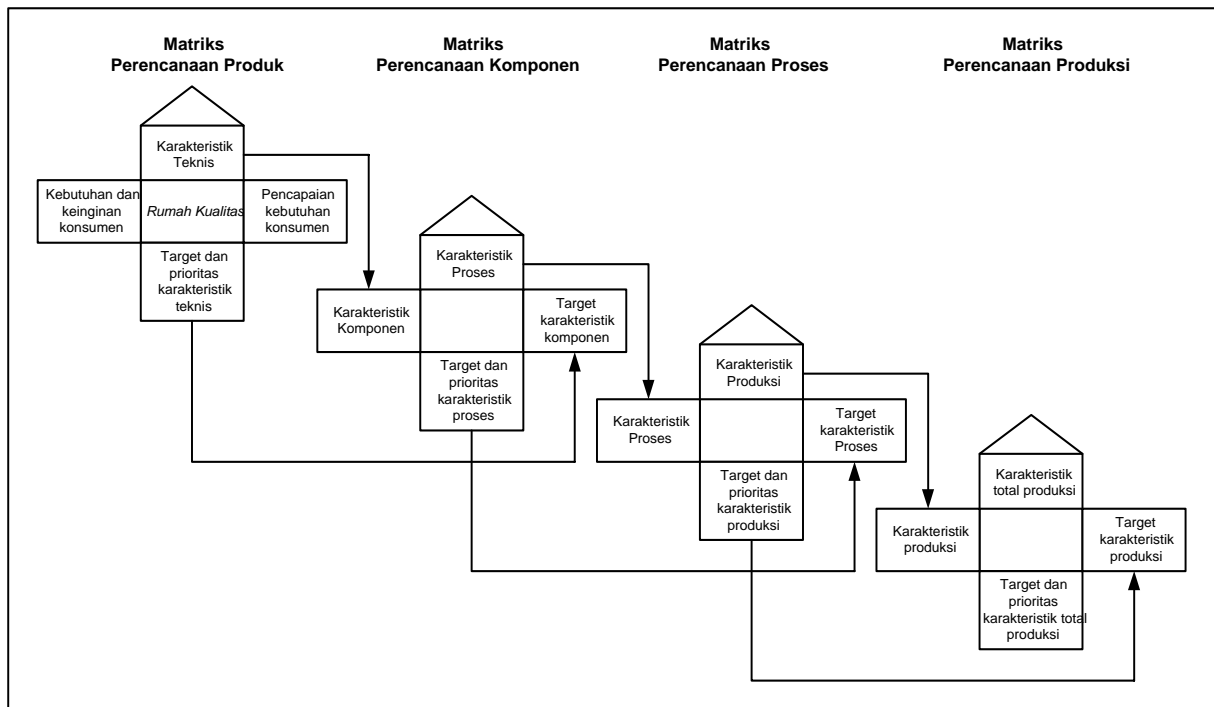 Matriks
Perencanaan Produk
Matriks
Perencanaan Komponen
Matriks
Perencanaan Proses
Matriks
Perencanaan Produksi
Karakteristik
Teknis
Kebutuhan dan
keinginan
konsumen
Rumah Kualitas
Pencapaian
kebutuhan
konsumen
Target dan
prioritas
karakteristik
teknis
Karakteristik
Proses
Karakteristik
Komponen
Target
karakteristik
komponen
Target dan
prioritas
karakteristik
proses
Karakteristik
Produksi
Karakteristik
Proses
Target
karakteristik
Proses
Target dan
prioritas
karakteristik
produksi
Karakteristik
total produksi
Karakteristik
produksi
Target
karakteristik
produksi
Target dan
prioritas
karakteristik total
produksi